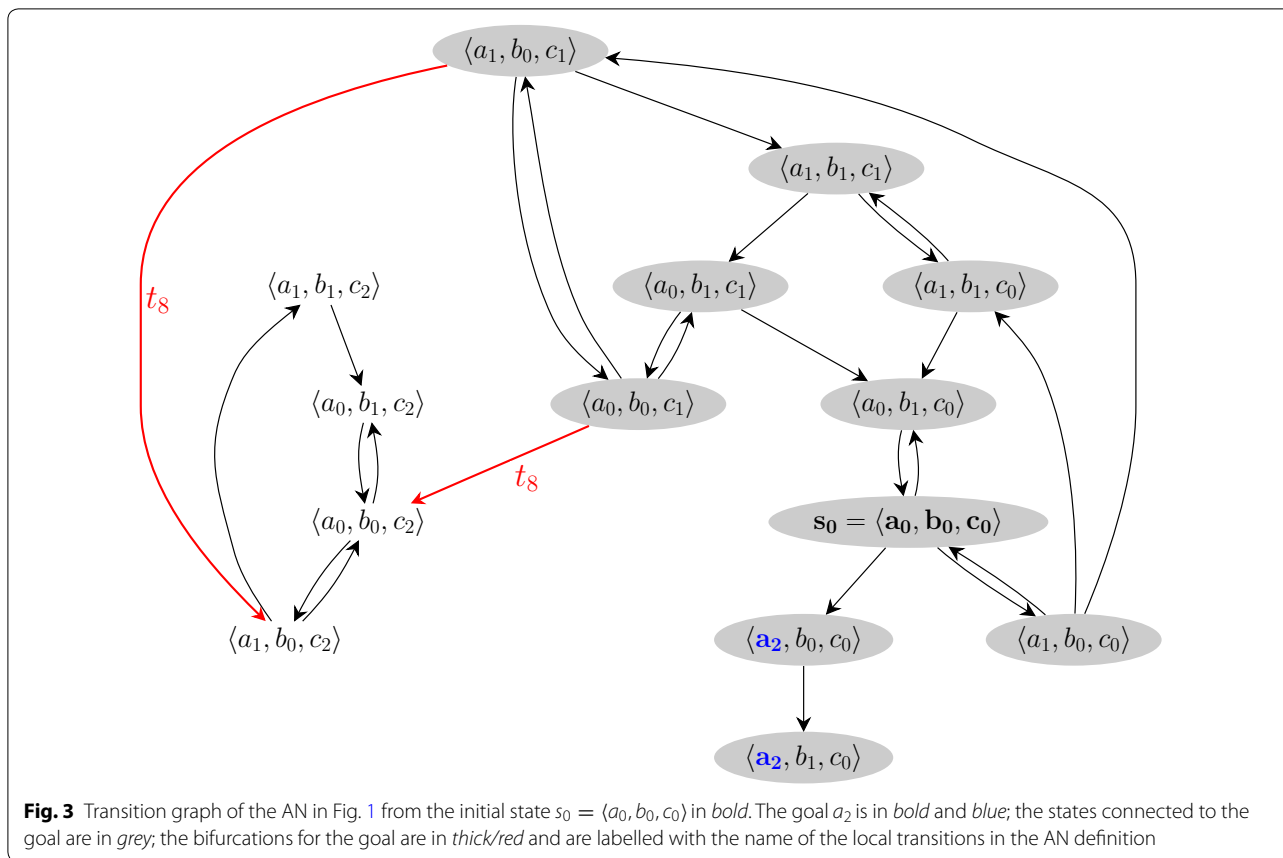 ⟨a₁, b₀, c₁⟩
⟨a₁, b₁, c₁⟩
t₈
⟨a₁, b₁, c₂⟩
⟨a₀, b₁, c₁⟩
⟨a₁, b₁, c₀⟩
⟨a₀, b₁, c₂⟩
⟨a₀, b₀, c₁⟩
⟨a₀, b₁, c₀⟩
t₈
⟨a₀, b₀, c₂⟩
s₀ = ⟨a₀, b₀, c₀⟩
⟨a₁, b₀, c₂⟩
⟨a₂, b₀, c₀⟩
⟨a₁, b₀, c₀⟩
⟨a₂, b₁, c₀⟩
Fig. 3 Transition graph of the AN in Fig. 1 from the initial state s₀ = ⟨a₀, b₀, c₀⟩ in bold. The goal a₂ is in bold and blue; the states connected to the
goal are in grey; the bifurcations for the goal are in thick/red and are labelled with the name of the local transitions in the AN definition